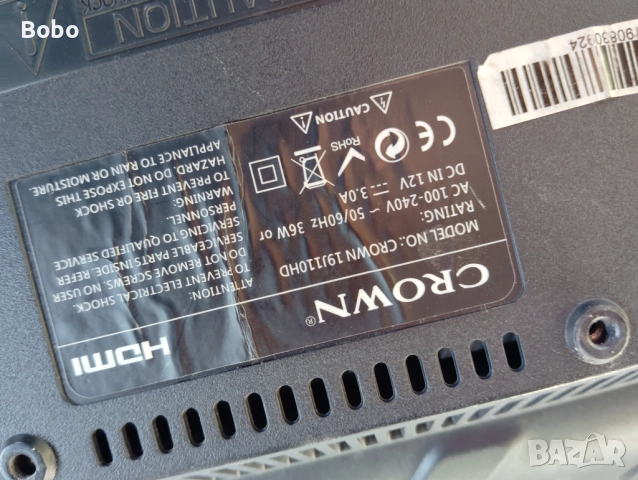 Bobo
CAUTION
CROWN®
HDMI
MODEL NO.: CROWN 19J110HD
RATING:
AC 100-240V ~ 50/60Hz 36W or
DC IN 12V ⎓ 3.0A
CE
RoHS
CAUTION
ATTENTION:
TO PREVENT ELECTRICAL SHOCK,
DO NOT REMOVE SCREWS. NO USER
SERVICEABLE PARTS INSIDE. REFER
SERVICING TO QUALIFIED SERVICE
PERSONNEL.
WARNING:
TO PREVENT FIRE OR SHOCK
HAZARD. DO NOT EXPOSE THIS
APPLIANCE TO RAIN OR MOISTURE
BAZAR